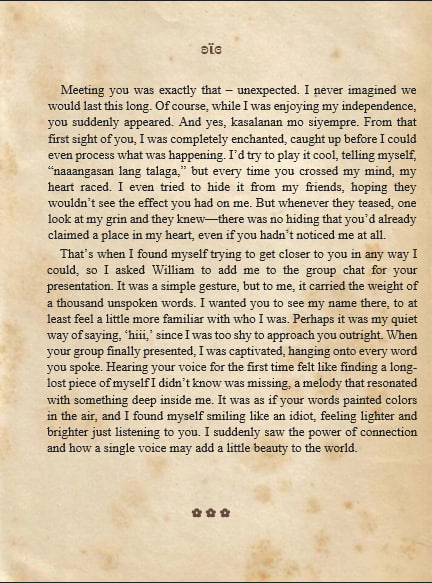 Meeting you was exactly that – unexpected. I never imagined we
would last this long. Of course, while I was enjoying my independence,
you suddenly appeared. And yes, kasalanan mo siyempre. From that
first sight of you, I was completely enchanted, caught up before I could
even process what was happening. I’d try to play it cool, telling myself,
“naaangasan lang talaga,” but every time you crossed my mind, my
heart raced. I even tried to hide it from my friends, hoping they
wouldn’t see the effect you had on me. But whenever they teased, one
look at my grin and they knew—there was no hiding that you’d already
claimed a place in my heart, even if you hadn’t noticed me at all.
That’s when I found myself trying to get closer to you in any way I
could, so I asked William to add me to the group chat for your
presentation. It was a simple gesture, but to me, it carried the weight of
a thousand unspoken words. I wanted you to see my name there, to at
least feel a little more familiar with who I was. Perhaps it was my quiet
way of saying, ‘hiii,’ since I was too shy to approach you outright. When
your group finally presented, I was captivated, hanging onto every word
you spoke. Hearing your voice for the first time felt like finding a long-
lost piece of myself I didn’t know was missing, a melody that resonated
with something deep inside me. It was as if your words painted colors
in the air, and I found myself smiling like an idiot, feeling lighter and
brighter just listening to you. I suddenly saw the power of connection
and how a single voice may add a little beauty to the world.